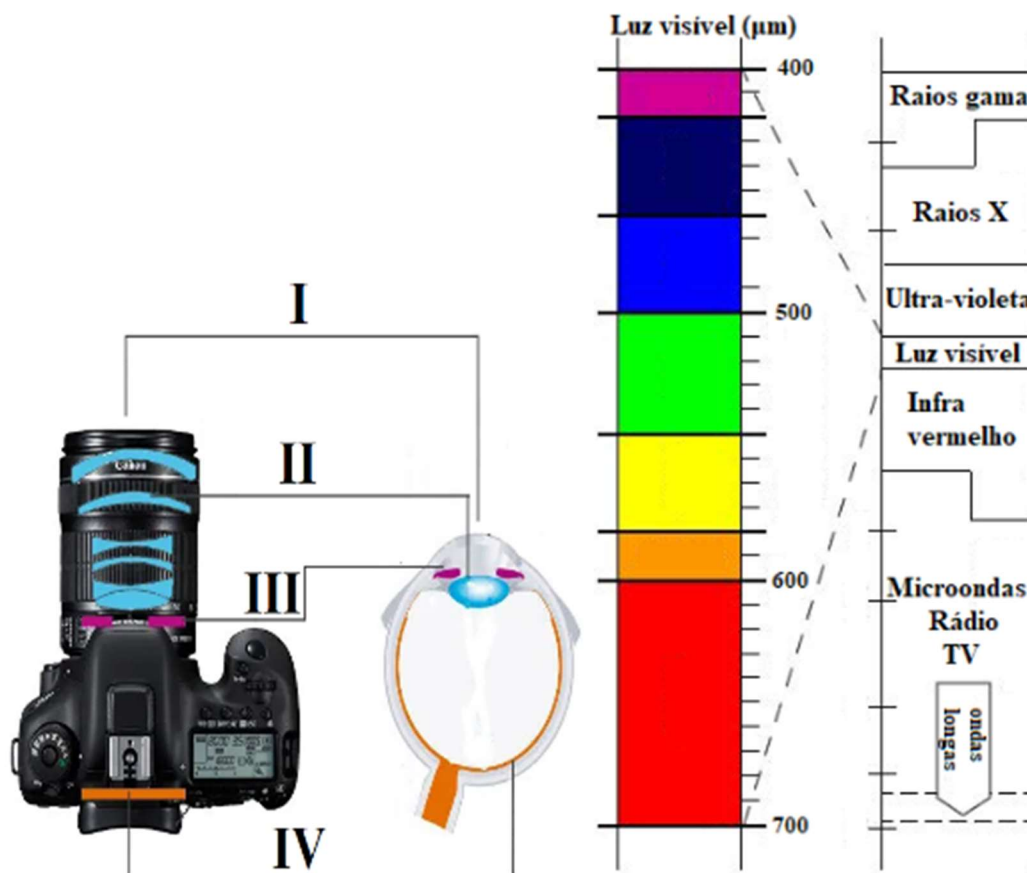 Luz visível (μm)
400
500
600
700
Raios gama
Raios X
Ultra-violeta
Luz visível
Infra
vermelho
Microondas
Rádio
TV
ondas
longas
I
II
III
IV
Canon